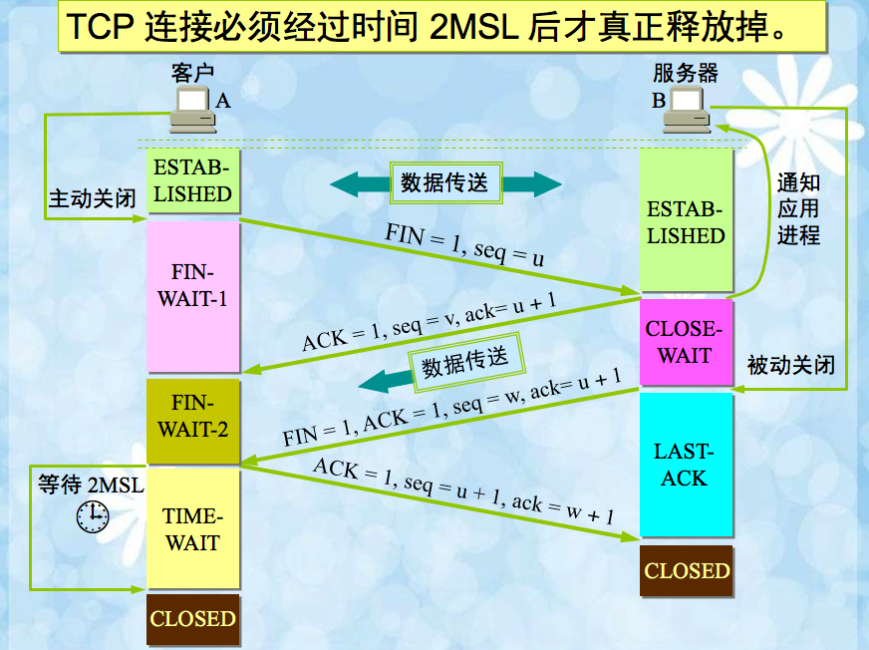 TCP 连接必须经过时间 2MSL 后才真正释放掉。
客户
A
服务器
B
ESTAB-
LISHED
数据传送
ESTAB-
LISHED
通知
应用
进程
主动关闭
FIN = 1, seq = u
FIN-
WAIT-1
ACK = 1, seq = v, ack= u + 1
CLOSE-
WAIT
数据传送
被动关闭
FIN-
WAIT-2
FIN = 1, ACK = 1, seq = w, ack= u + 1
LAST-
ACK
ACK = 1, seq = u + 1, ack = w + 1
等待 2MSL
TIME-
WAIT
CLOSED
CLOSED